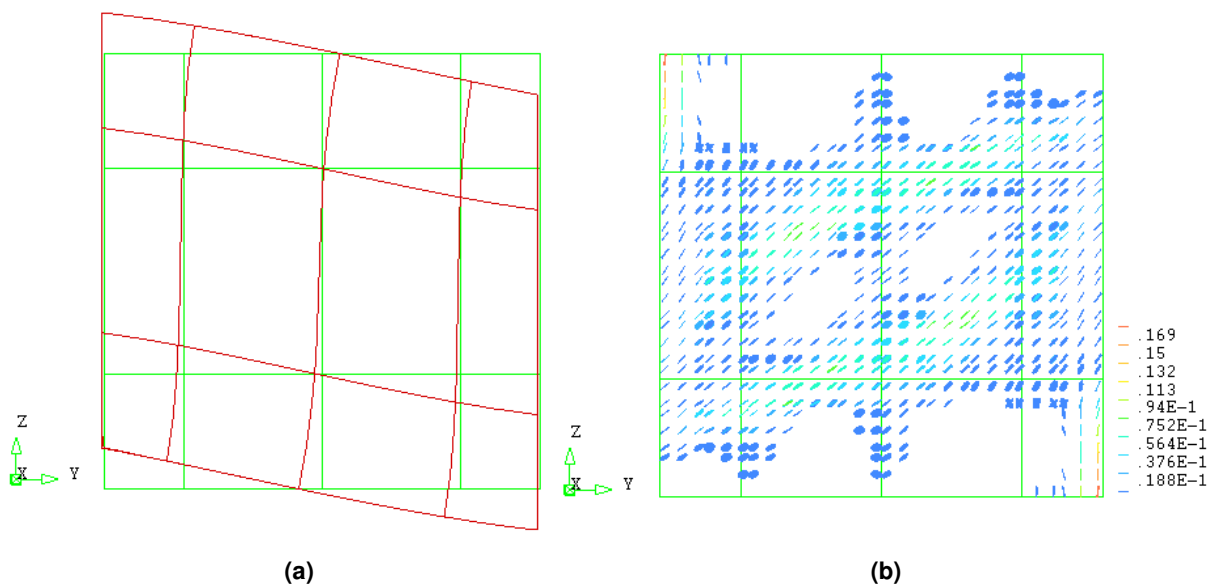 Z
X
Y
Z
X
Y
.169
.15
.132
.113
.94E-1
.752E-1
.564E-1
.376E-1
.188E-1
(a)
(b)